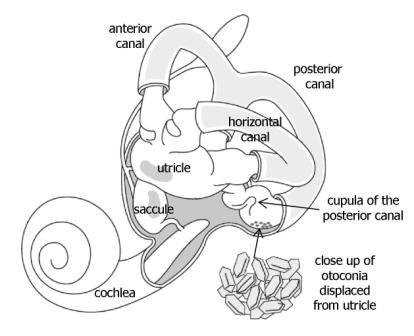 anterior
canal
posterior
canal
horizontal
canal
utricle
saccule
cupula of the
posterior canal
cochlea
close up of
otoconia
displaced
from utricle